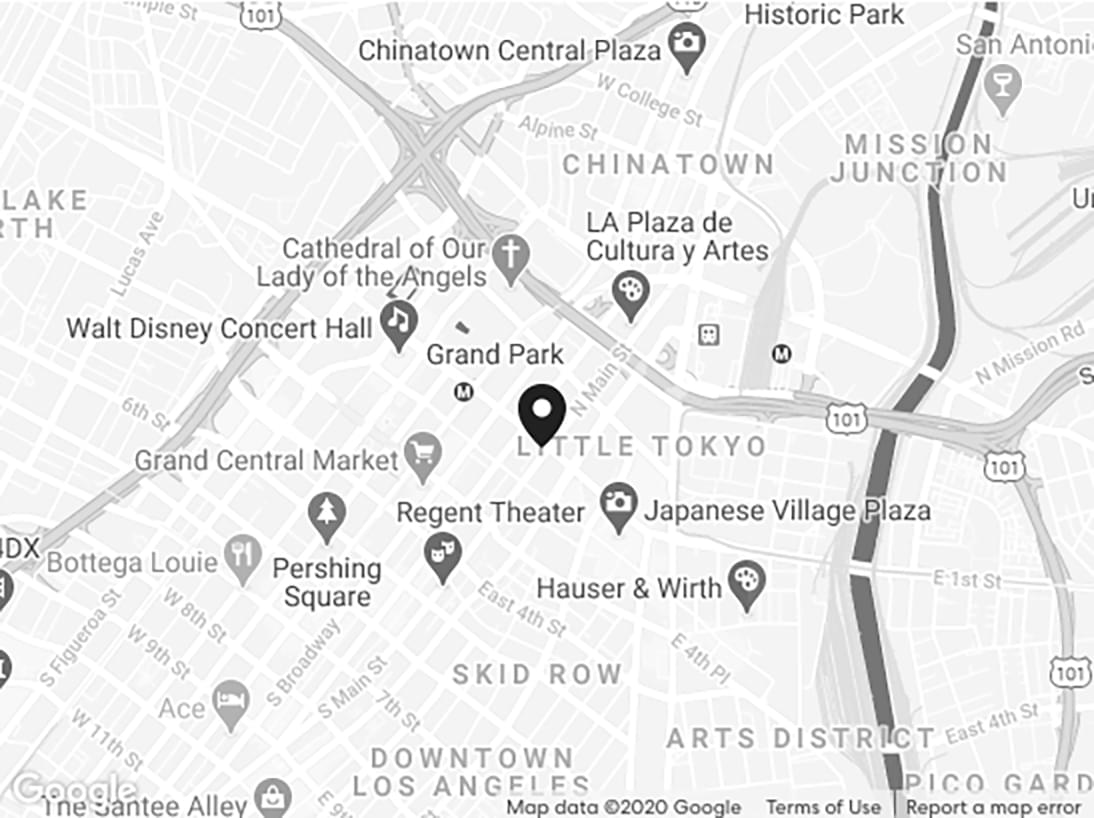 101
Historic Park
Chinatown Central Plaza
San Antoni
W College St
Alpine St
MISSION
JUNCTION
CHINATOWN
LAKE
RTH
LA Plaza de
Cultura y Artes
Lucas Ave
Cathedral of Our
Lady of the Angels
Walt Disney Concert Hall
Grand Park
M
M
N Main St
N Mission Rd
6th St
101
LITTLE TOKYO
Grand Central Market
101
Regent Theater
Japanese Village Plaza
Bottega Louie
Pershing
Square
Hauser & Wirth
E 1st St
S Figueroa St
W 8th St
East 4th St
W 9th St
S Broadway
E 4th Pl
SKID ROW
101
S Main St
7th St
Ace
W 11th St
ARTS DISTRICT
East 4th St
DOWNTOWN
LOS ANGELES
PICO GARD
Google
The Santee Alley
Map data ©2020 Google
Terms of Use
Report a map error